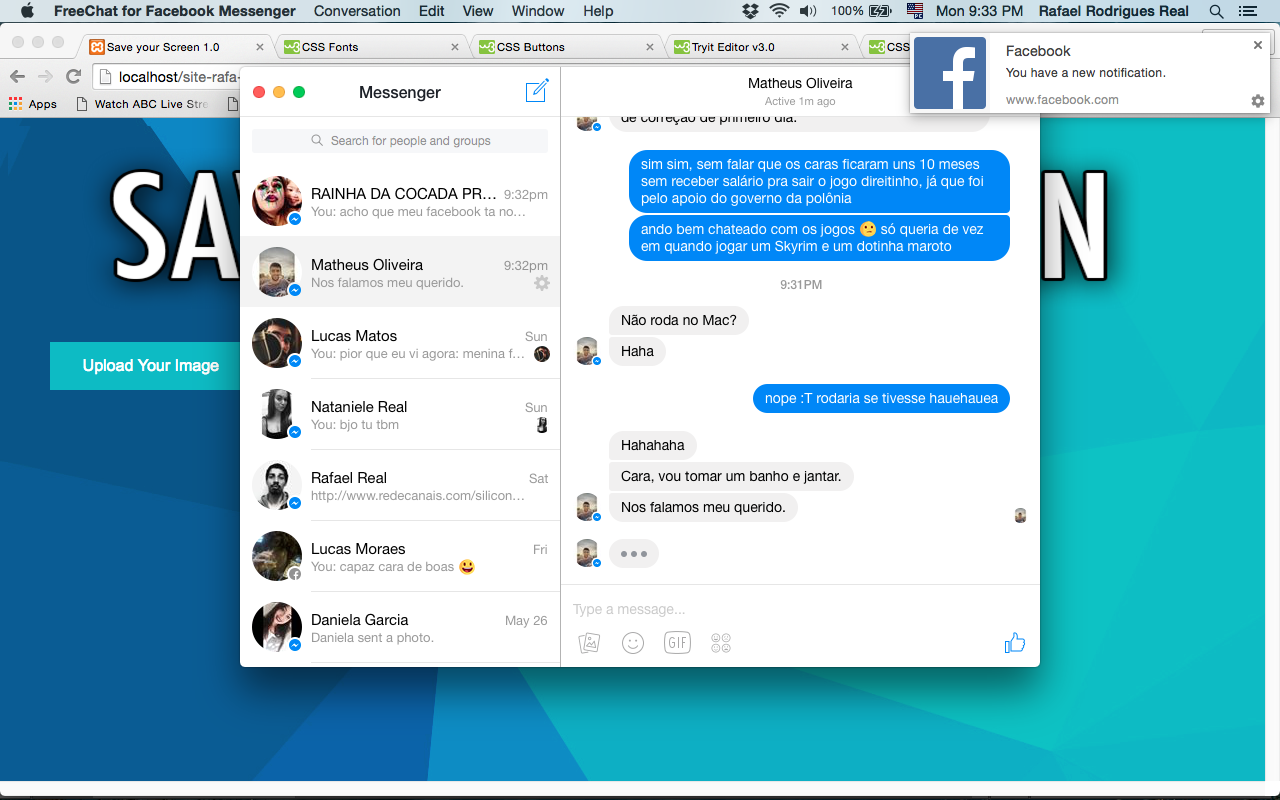 FreeChat for Facebook Messenger Conversation Edit View Window Help 100% Mon 9:33 PM Rafael Rodrigues Real
Save your Screen 1.0 CSS Fonts CSS Buttons Tryit Editor v3.0 CSS
localhost/site-rafa-
Apps Watch ABC Live Stre
Facebook
You have a new notification.
www.facebook.com
SA
N
Upload Your Image
Messenger
Search for people and groups
RAINHA DA COCADA PR... 9:32pm
You: acho que meu facebook ta no...
Matheus Oliveira 9:32pm
Nos falamos meu querido.
Lucas Matos Sun
You: pior que eu vi agora: menina f...
Nataniele Real Sun
You: bjo tu tbm
Rafael Real Sat
http://www.redecanais.com/silicon...
Lucas Moraes Fri
You: capaz cara de boas 😃
Daniela Garcia May 26
Daniela sent a photo.
Matheus Oliveira
Active 1m ago
de correção de primeiro dia.
sim sim, sem falar que os caras ficaram uns 10 meses
sem receber salário pra sair o jogo direitinho, já que foi
pelo apoio do governo da polônia
ando bem chateado com os jogos 🙁 só queria de vez
em quando jogar um Skyrim e um dotinha maroto
9:31PM
Não roda no Mac?
Haha
nope :T rodaria se tivesse hauehauea
Hahahaha
Cara, vou tomar um banho e jantar.
Nos falamos meu querido.
Type a message...
GIF